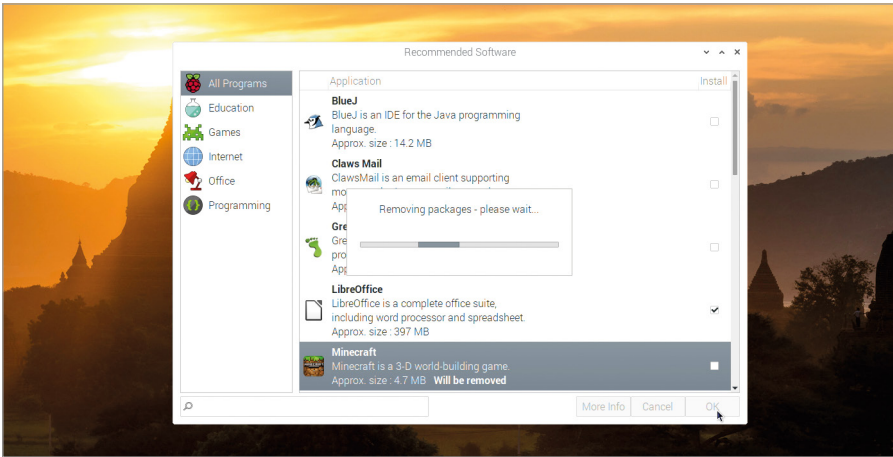 Recommended Software
All Programs
Education
Games
Internet
Office
Programming
Application Install
BlueJ
BlueJ is an IDE for the Java programming
language.
Approx. size : 14.2 MB
Claws Mail
ClawsMail is an email client supporting
Removing packages - please wait...
Gre
Gre
pro
LibreOffice
LibreOffice is a complete office suite,
including word processor and spreadsheet.
Approx. size : 397 MB
Minecraft
Minecraft is a 3-D world-building game.
Approx. size : 4.7 MB Will be removed
More Info Cancel OK